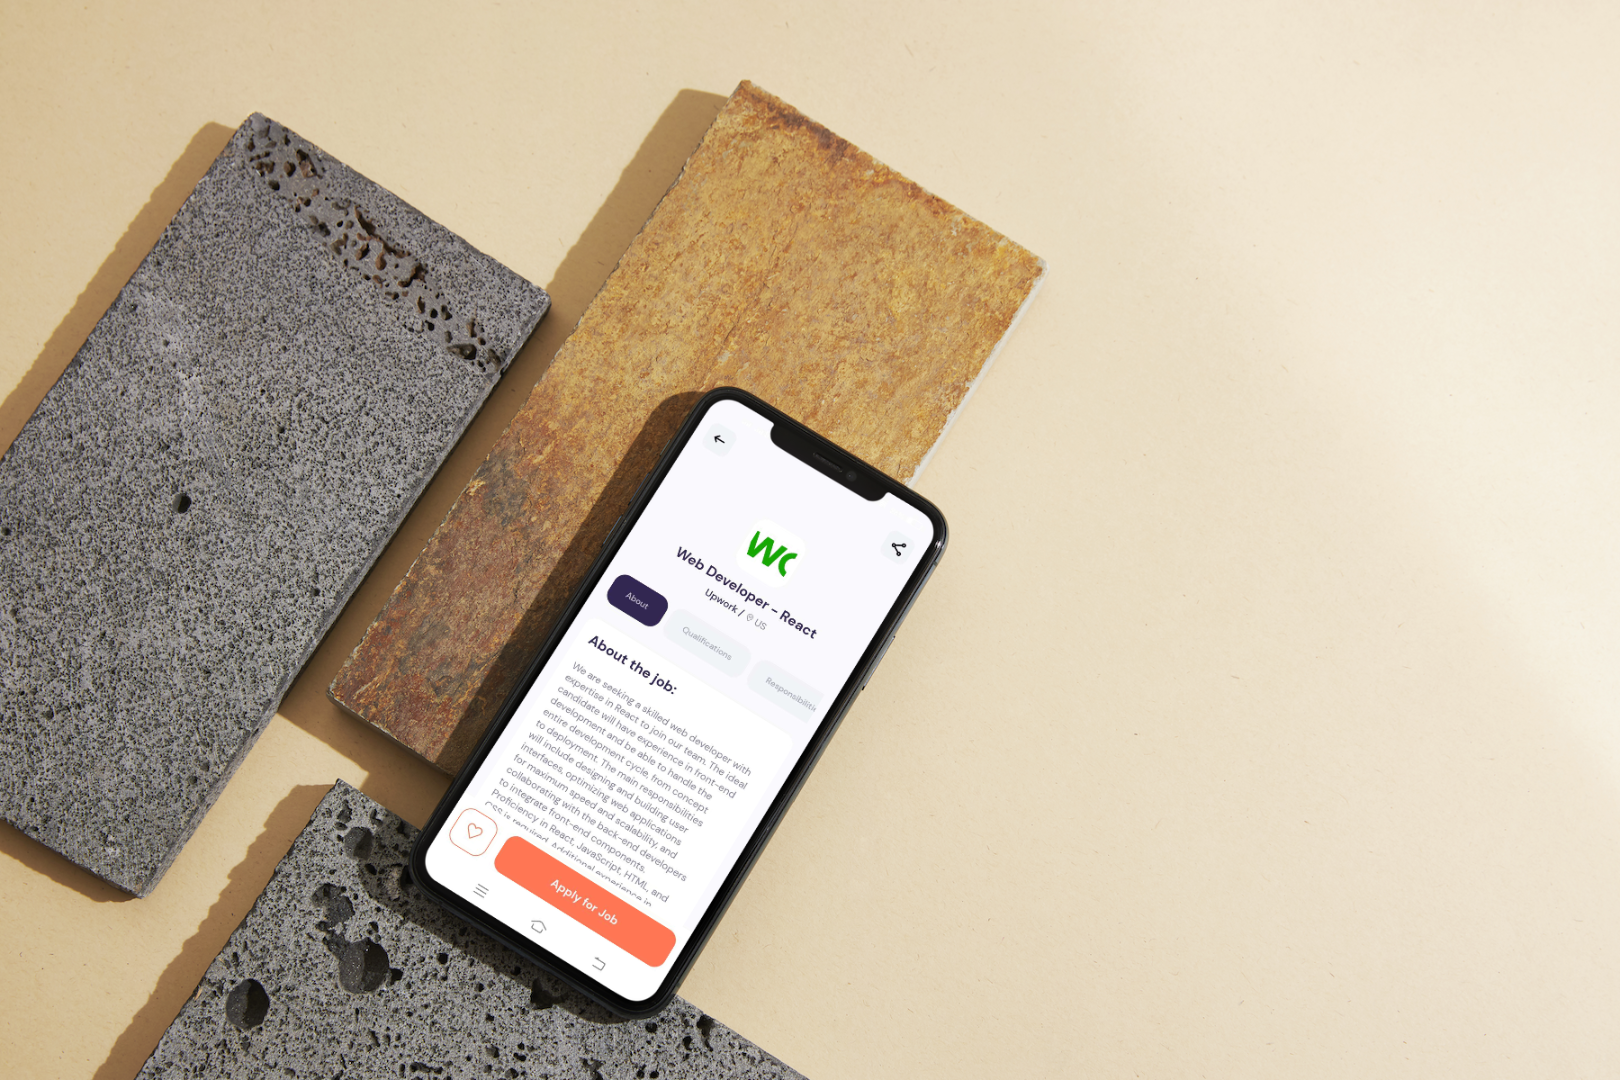 WC
Web Developer - React
Upwork / US
About
Qualifications
Responsibiliti
About the job:
We are seeking a skilled web developer with
expertise in React to join our team. The ideal
candidate will have experience in front-end
development and be able to handle the
entire development cycle, from concept
to deployment. The main responsibilities
will include designing and building user
interfaces, optimizing web applications
for maximum speed and scalability, and
collaborating with the back-end developers
to integrate front-end components.
Proficiency in React, JavaScript, HTML and
CSS is required. Additional experience in
Apply for Job